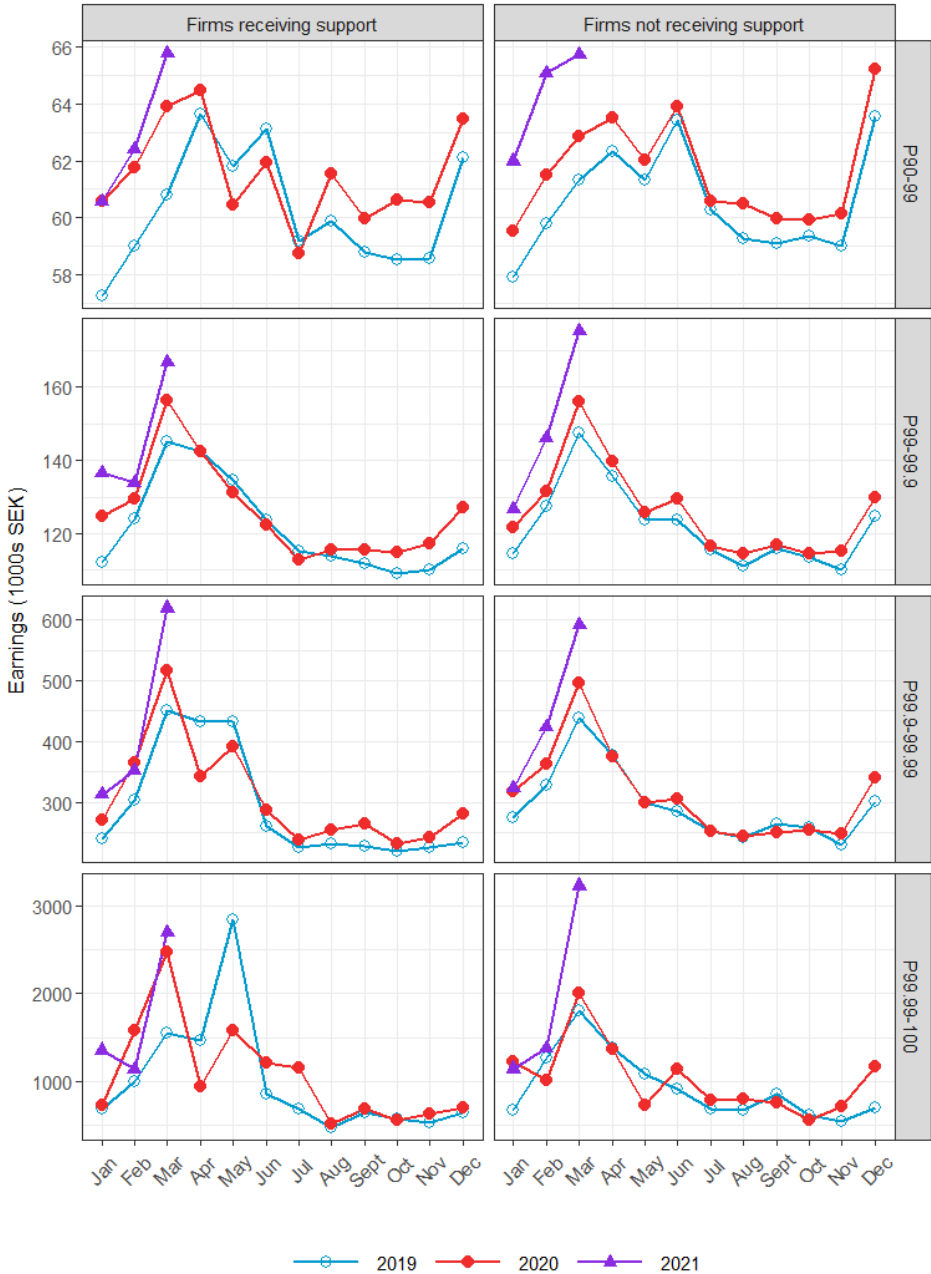 Firms receiving support
Firms not receiving support
66
64
62
60
58
P90-99
160
140
120
P99-99.9
600
500
400
300
P99.9-99.99
3000
2000
1000
P99.99-100
Earnings (1000s SEK)
Jan Feb Mar Apr May Jun Jul Aug Sept Oct Nov Dec
Jan Feb Mar Apr May Jun Jul Aug Sept Oct Nov Dec
2019 2020 2021